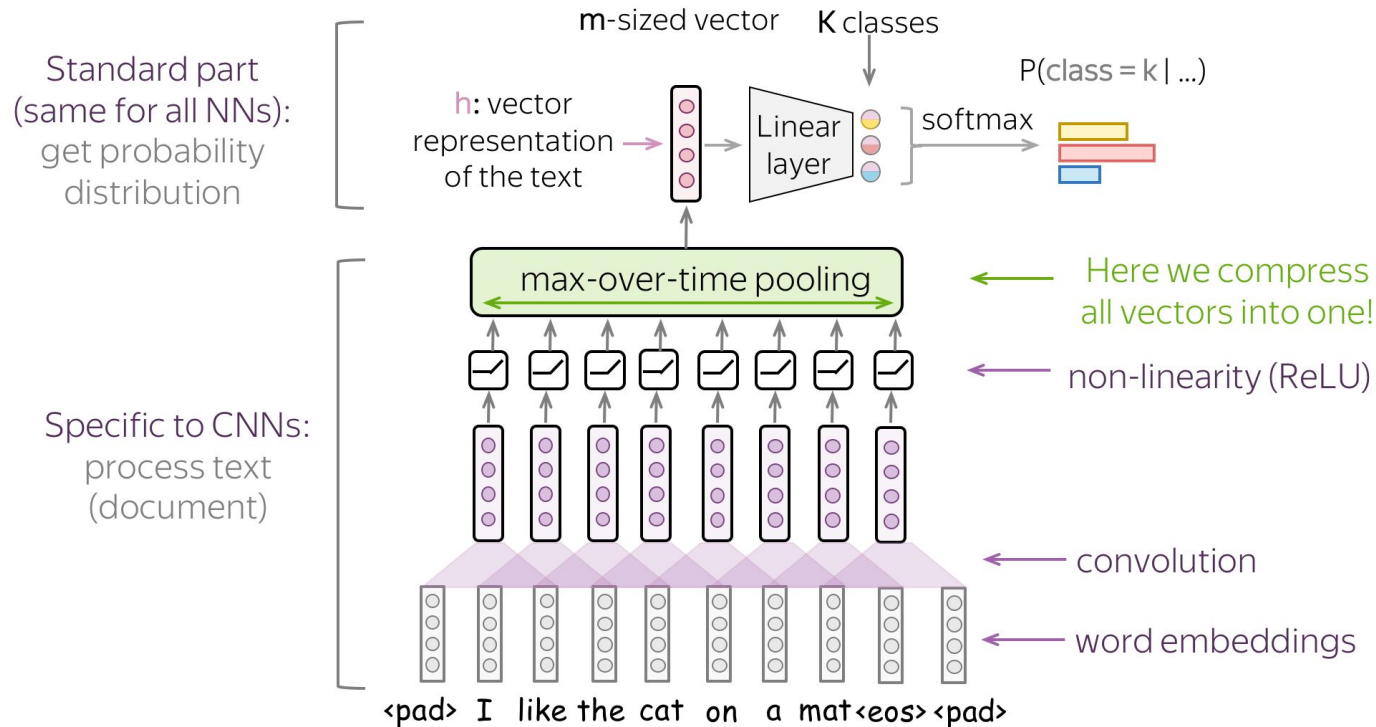 m-sized vector
K classes
Standard part
(same for all NNs):
get probability
distribution
h: vector
representation
of the text
Linear
layer
softmax
P(class = k | ...)
max-over-time pooling
Here we compress
all vectors into one!
non-linearity (ReLU)
Specific to CNNs:
process text
(document)
convolution
word embeddings
<pad> I like the cat on a mat <eos> <pad>